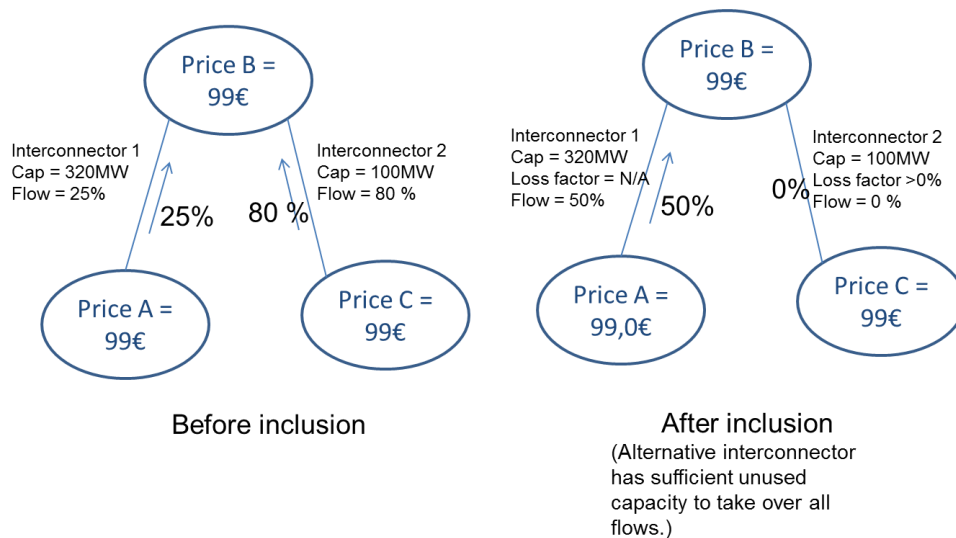 Price B =
99€
Interconnector 1
Cap = 320MW
Flow = 25%
Interconnector 2
Cap = 100MW
Flow = 80 %
25%
80 %
Price A =
99€
Price C =
99€
Before inclusion
Price B =
99€
Interconnector 1
Cap = 320MW
Loss factor = N/A
Flow = 50%
Interconnector 2
Cap = 100MW
Loss factor >0%
Flow = 0 %
50%
0%
Price A =
99,0€
Price C =
99€
After inclusion
(Alternative interconnector
has sufficient unused
capacity to take over all
flows.)